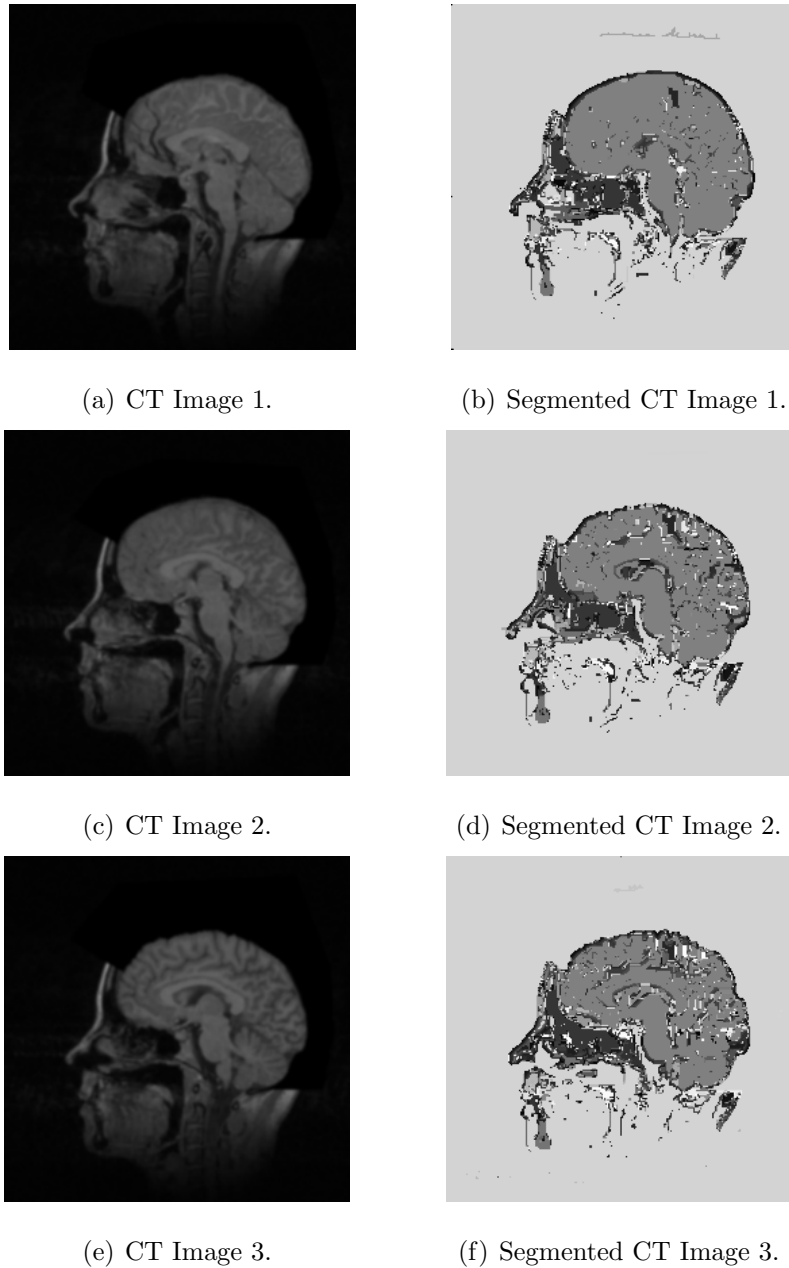 (a) CT Image 1.
(b) Segmented CT Image 1.
(c) CT Image 2.
(d) Segmented CT Image 2.
(e) CT Image 3.
(f) Segmented CT Image 3.